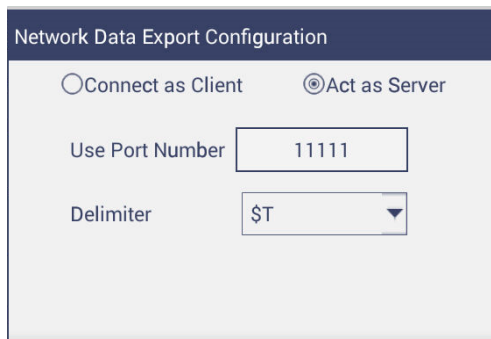 Network Data Export Configuration
Connect as Client Act as Server
Use Port Number 11111
Delimiter $T